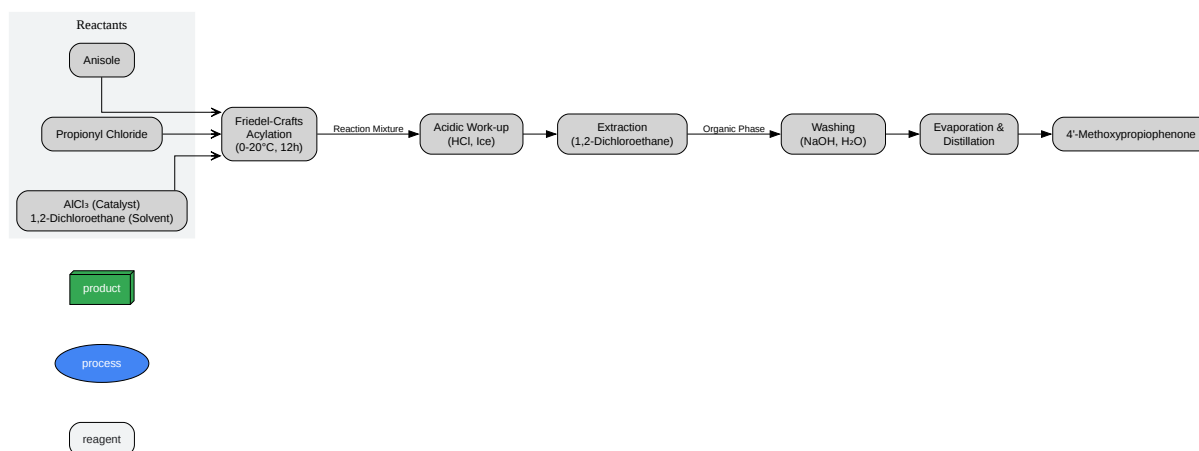 Reactants
Anisole
Propionyl Chloride
AlCl₃ (Catalyst)
1,2-Dichloroethane (Solvent)
Friedel-Crafts
Acylation
(0-20°C, 12h)
Reaction Mixture
Acidic Work-up
(HCl, Ice)
Extraction
(1,2-Dichloroethane)
Organic Phase
Washing
(NaOH, H₂O)
Evaporation &
Distillation
4'-Methoxypropiophenone
product
process
reagent